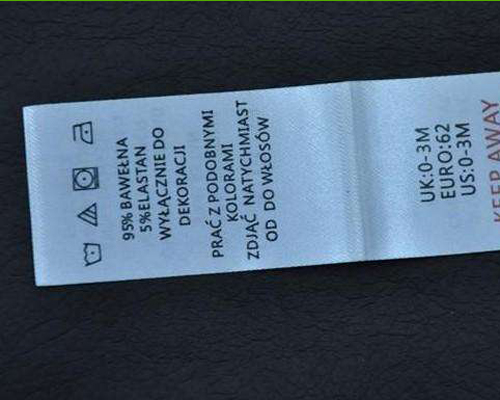 95% BAWEŁNA
5%ELASTAN
WYŁĄCZNIE DO
DEKORACJI
PRAĆ Z PODOBNYMI
KOLORAMI
ZDJĄĆ NATYCHMIAST
OD DO WŁOSÓW
UK:0-3M
EURO:62
US:0-3M
KEEP AWAY